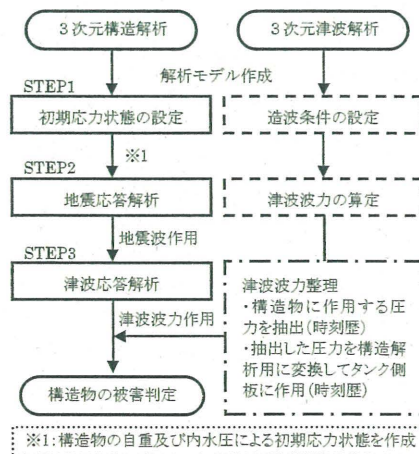 3次元構造解析
3次元津波解析
解析モデル作成
STEP1
初期応力状態の設定
造波条件の設定
※1
STEP2
地震応答解析
津波波力の算定
地震波作用
STEP3
津波応答解析
津波波力整理
・構造物に作用する圧
力を抽出(時刻歴)
・抽出した圧力を構造解
析用に変換してタンク側
板に作用(時刻歴)
津波波力作用
構造物の被害判定
※1:構造物の自重及び内水圧による初期応力状態を作成